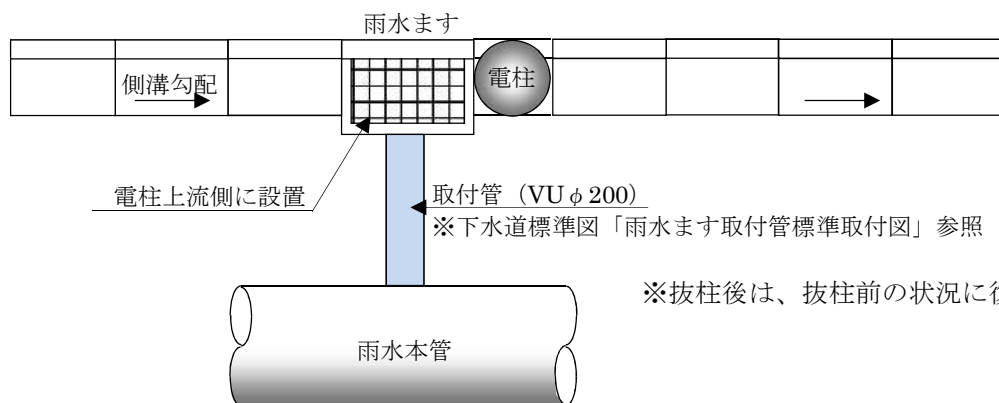 雨水ます
電柱
側溝勾配
電柱上流側に設置
取付管（VUφ200）
※下水道標準図「雨水ます取付管標準取付図」参照
※抜柱後は、抜柱前の状況に
雨水本管